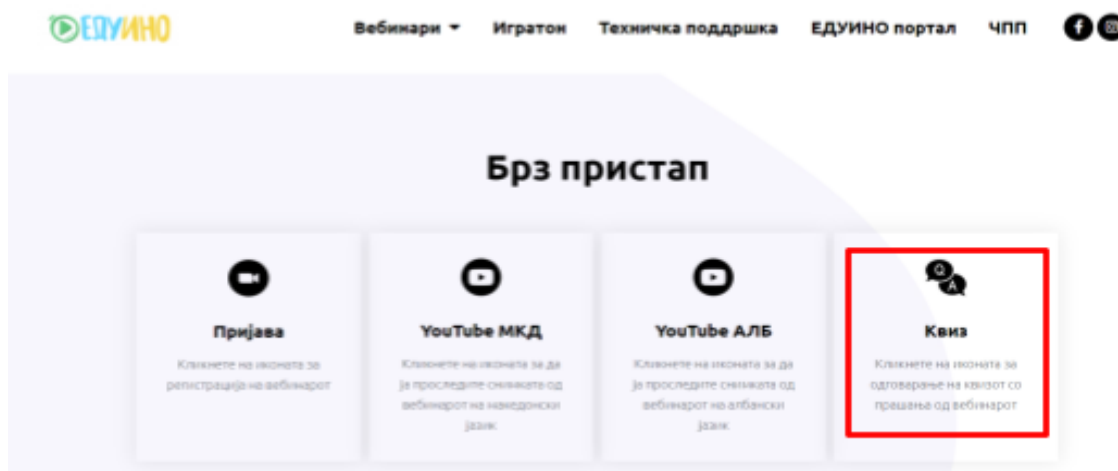 ЕДУИНО
Вебинари Игратон Техничка поддршка ЕДУИНО портал ЧПП
Брз пристап
Пријава
Кликнете на иконата за
регистрација на вебинарот
YouTube МКД
Кликнете на иконата за да
ја проследите снимката од
вебинарот на македонски
јазик
YouTube АЛБ
Кликнете на иконата за да
ја проследите снимката од
вебинарот на албански
јазик
Q
A
Квиз
Кликнете на иконата за
одговарање на квизот со
прашања од вебинарот